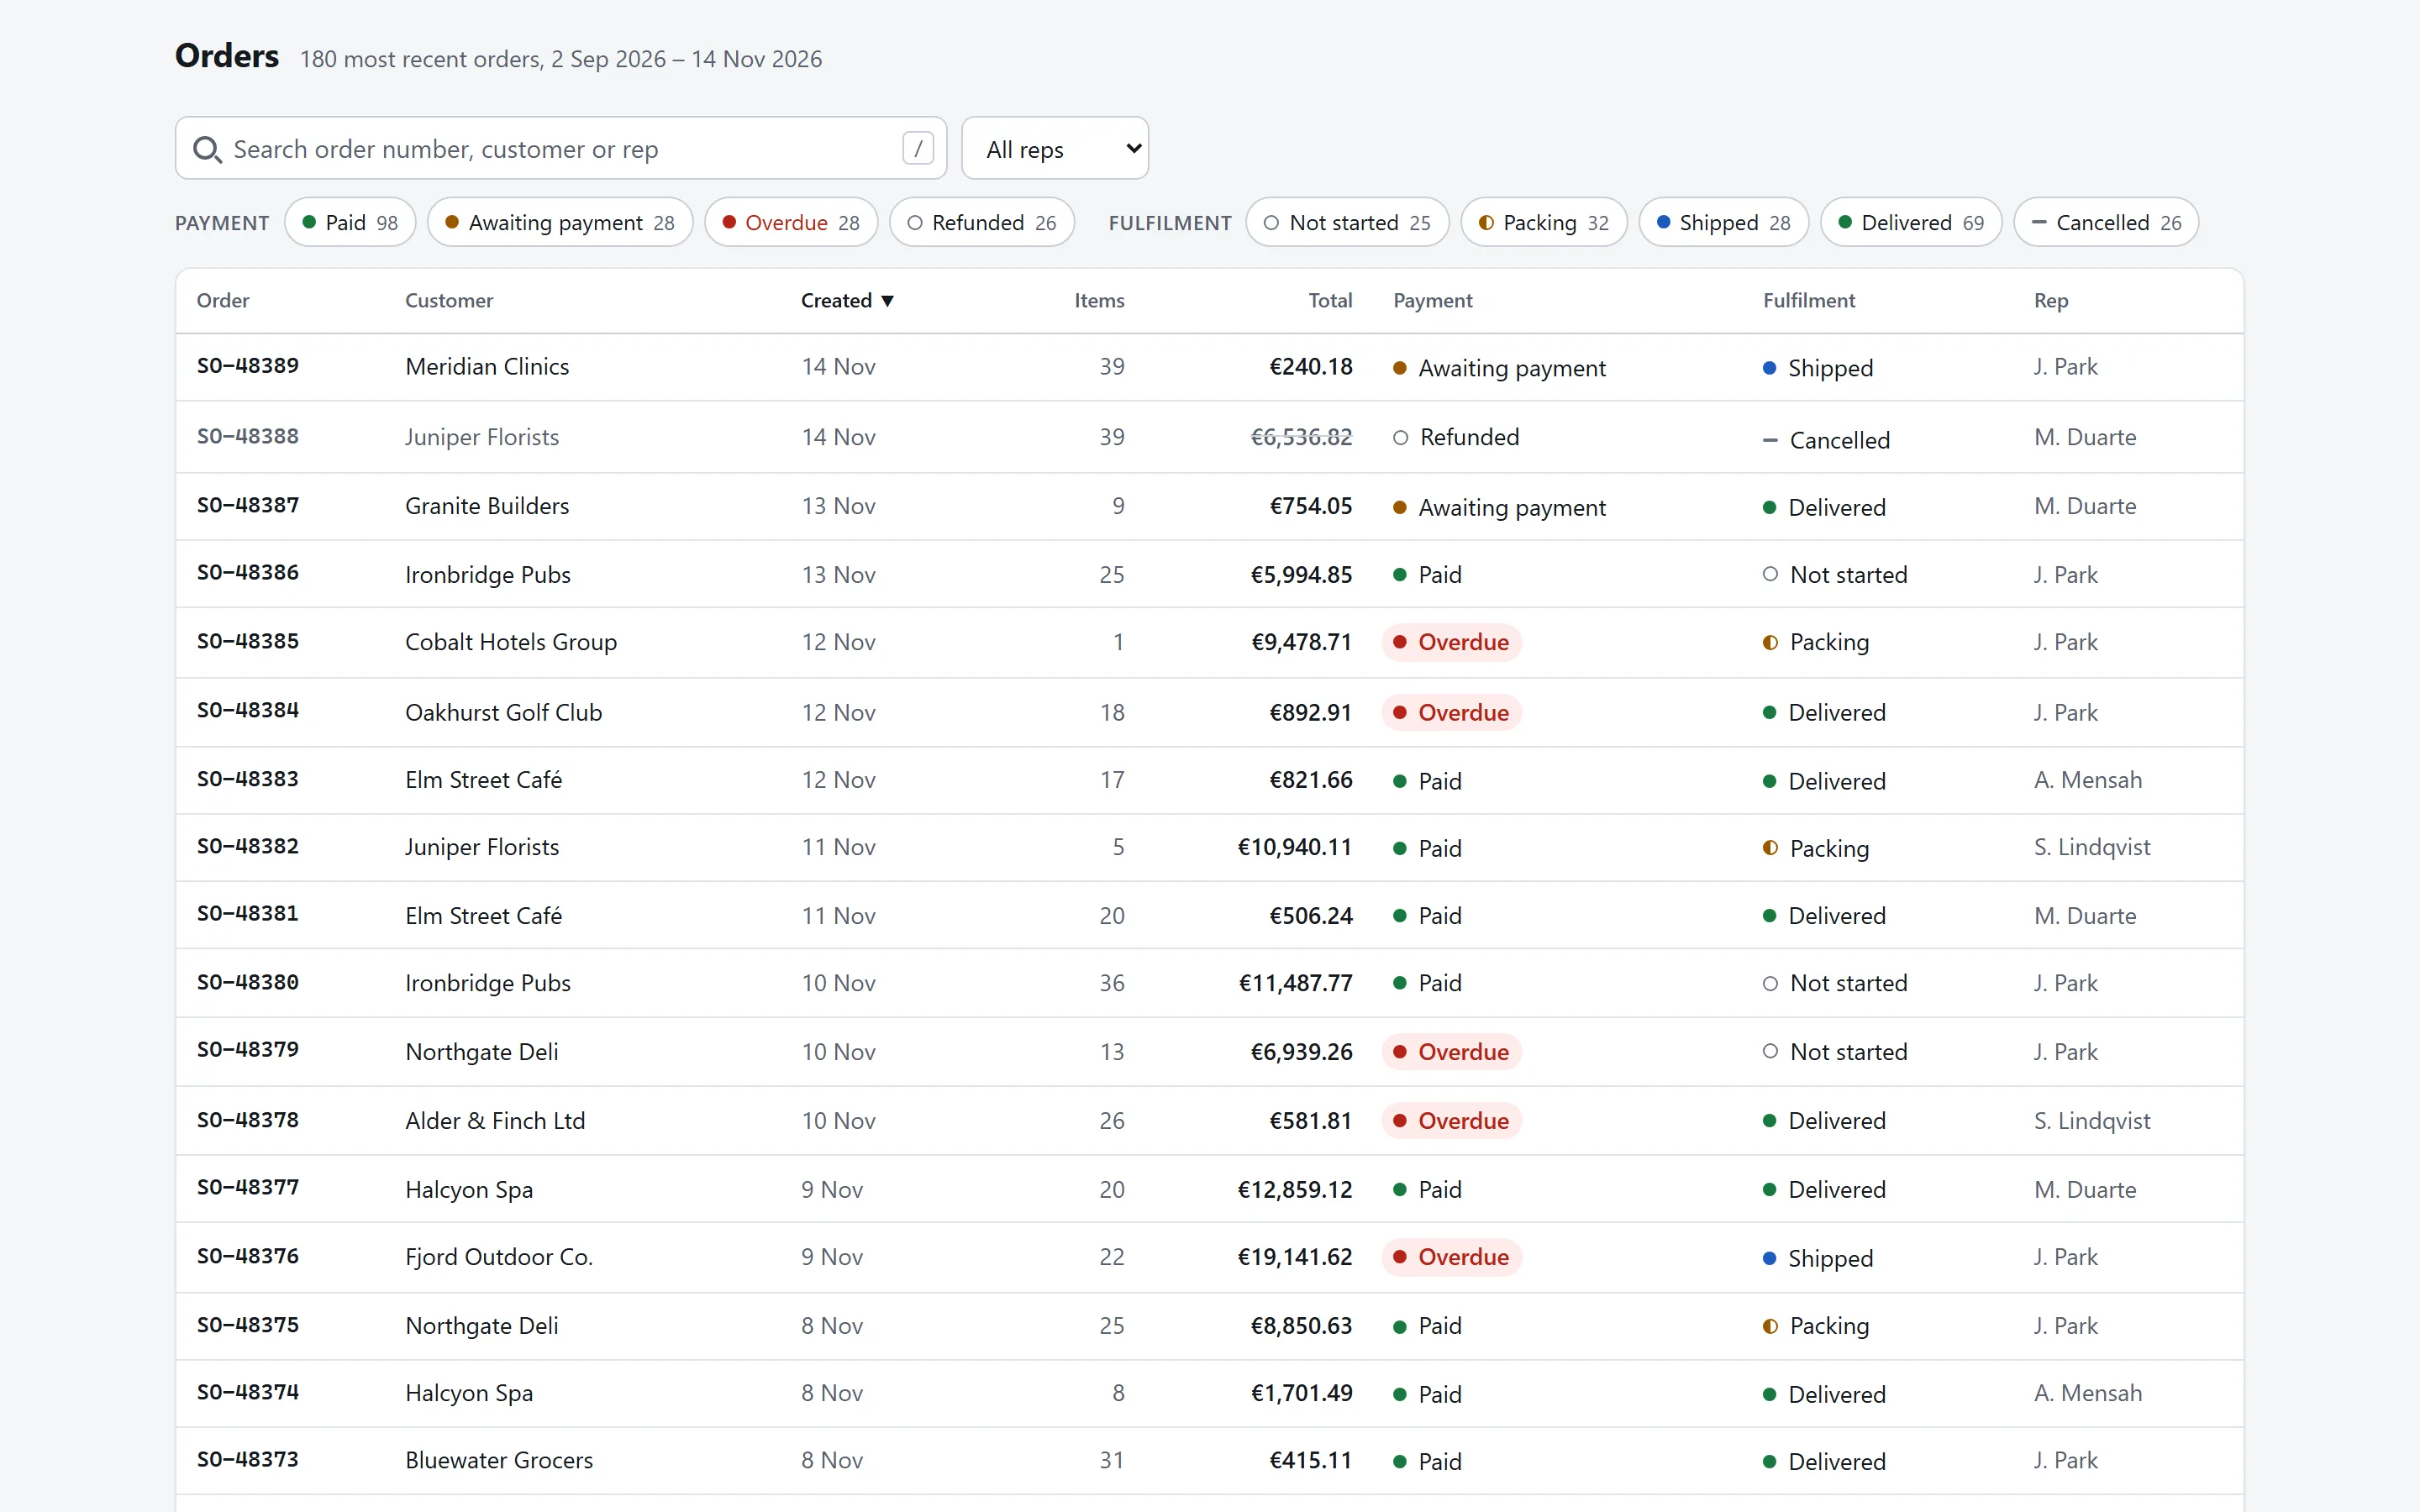 Orders 180 most recent orders, 2 Sep 2026 – 14 Nov 2026
Search order number, customer or rep / All reps
PAYMENT Paid 98 Awaiting payment 28 Overdue 28 Refunded 26 FULFILMENT Not started 25 Packing 32 Shipped 28 Delivered 69 Cancelled 26
Order Customer Created ▼ Items Total Payment Fulfilment Rep
SO-48389 Meridian Clinics 14 Nov 39 €240.18 Awaiting payment Shipped J. Park
SO-48388 Juniper Florists 14 Nov 39 €6,536.82 Refunded Cancelled M. Duarte
SO-48387 Granite Builders 13 Nov 9 €754.05 Awaiting payment Delivered M. Duarte
SO-48386 Ironbridge Pubs 13 Nov 25 €5,994.85 Paid Not started J. Park
SO-48385 Cobalt Hotels Group 12 Nov 1 €9,478.71 Overdue Packing J. Park
SO-48384 Oakhurst Golf Club 12 Nov 18 €892.91 Overdue Delivered J. Park
SO-48383 Elm Street Café 12 Nov 17 €821.66 Paid Delivered A. Mensah
SO-48382 Juniper Florists 11 Nov 5 €10,940.11 Paid Packing S. Lindqvist
SO-48381 Elm Street Café 11 Nov 20 €506.24 Paid Delivered M. Duarte
SO-48380 Ironbridge Pubs 10 Nov 36 €11,487.77 Paid Not started J. Park
SO-48379 Northgate Deli 10 Nov 13 €6,939.26 Overdue Not started J. Park
SO-48378 Alder & Finch Ltd 10 Nov 26 €581.81 Overdue Delivered S. Lindqvist
SO-48377 Halcyon Spa 9 Nov 20 €12,859.12 Paid Delivered M. Duarte
SO-48376 Fjord Outdoor Co. 9 Nov 22 €19,141.62 Overdue Shipped J. Park
SO-48375 Northgate Deli 8 Nov 25 €8,850.63 Paid Packing J. Park
SO-48374 Halcyon Spa 8 Nov 8 €1,701.49 Paid Delivered A. Mensah
SO-48373 Bluewater Grocers 8 Nov 31 €415.11 Paid Delivered J. Park